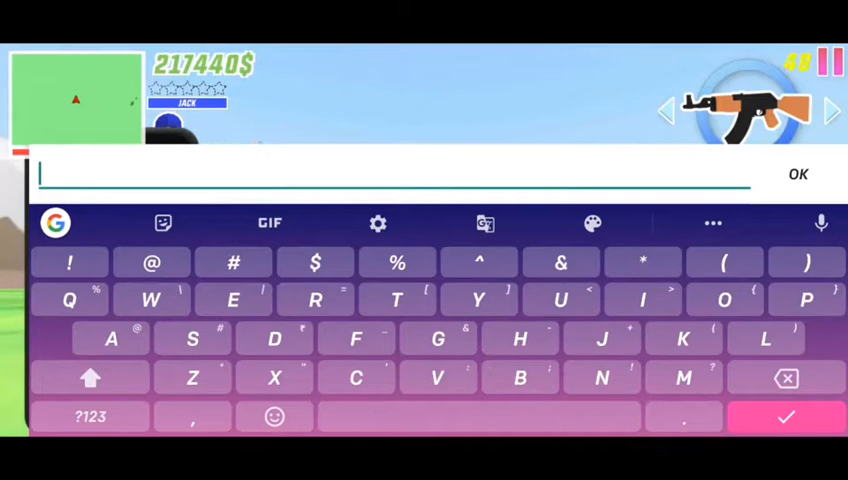 217440$
48
JACK
OK
G GIF G
! @ # $ % ^ & * ( )
Q % W \ E | R = T [ Y ] U < I > O { P }
A @ S # D ₹ F _ G & H - J + K ( L )
Z * X " C ' V : B ; N ! M ?
?123 , .